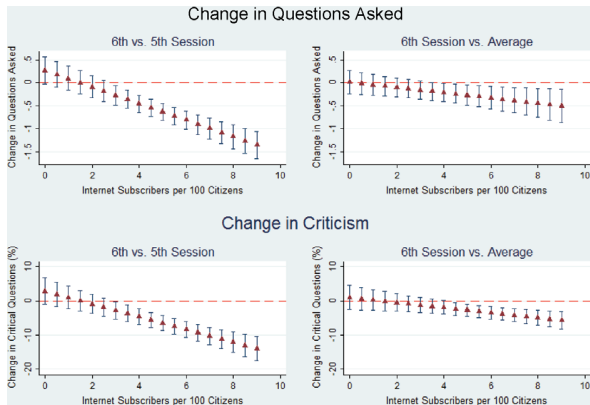 Change in Questions Asked
6th vs. 5th Session
6th Session vs. Average
Change in Questions Asked
.5
0
-.5
-1
-1.5
0 2 4 6 8 10
Internet Subscribers per 100 Citizens
Change in Questions Asked
.5
0
-.5
-1
-1.5
0 2 4 6 8 10
Internet Subscribers per 100 Citizens
Change in Criticism
6th vs. 5th Session
6th Session vs. Average
Change in Critical Questions (%)
10
0
-10
-20
0 2 4 6 8 10
Internet Subscribers per 100 Citizens
Change in Critical Questions (%)
10
0
-10
-20
0 2 4 6 8 10
Internet Subscribers per 100 Citizens